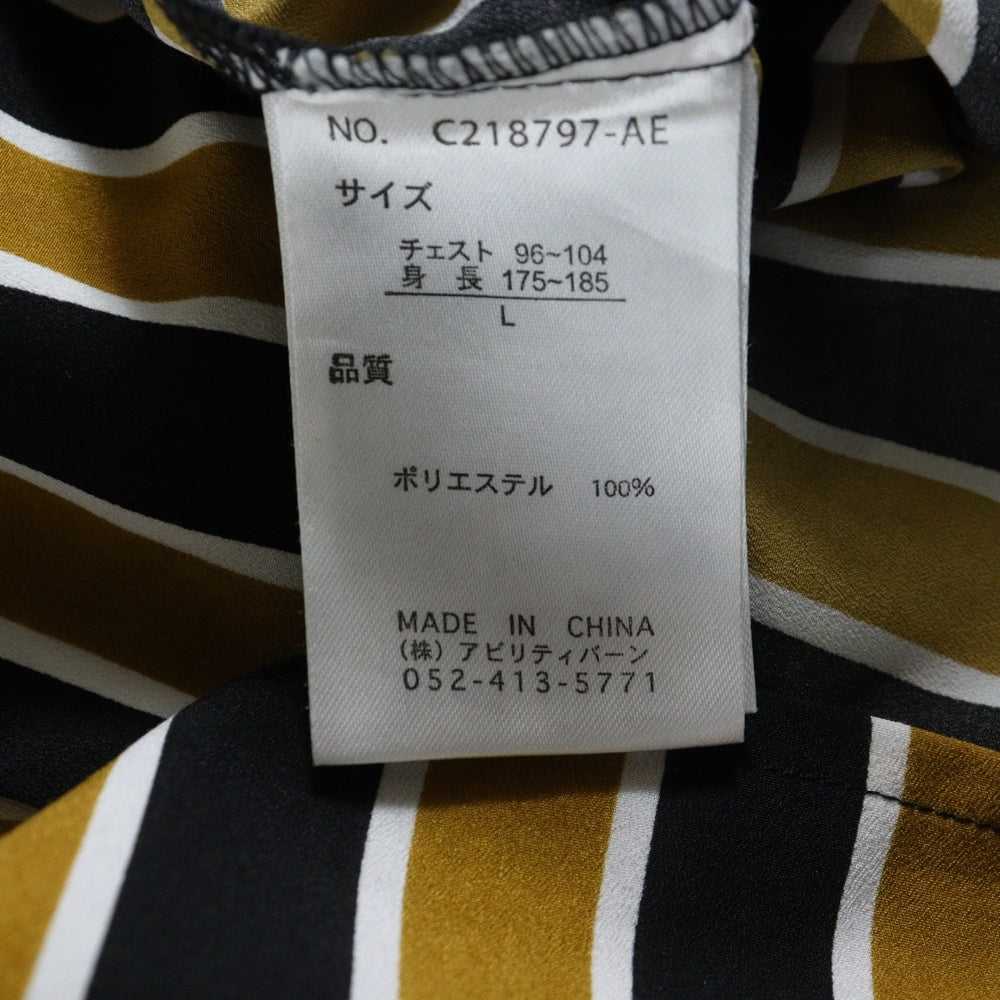 NO. C218797-AE
サイズ
チェスト 96~104
身 長 175~185
L
品質
ポリエステル 100%
MADE IN CHINA
(株)アビリティバーン
052-413-5771